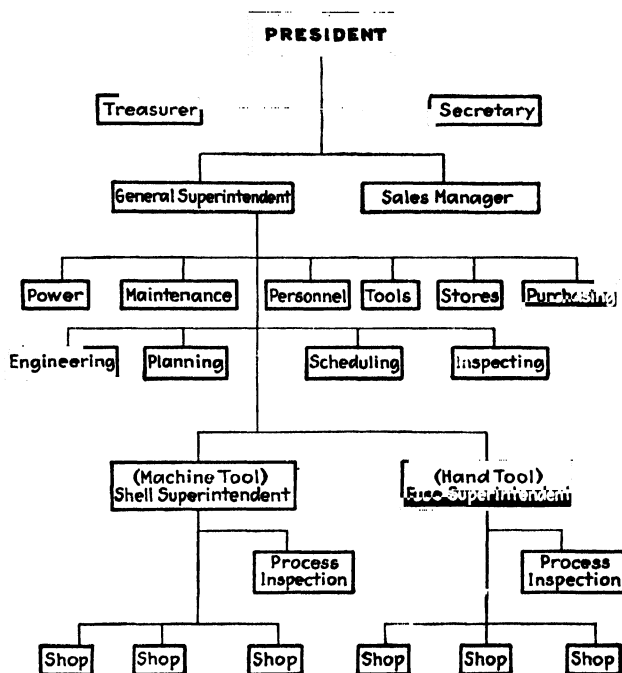 PRESIDENT
Treasurer
Secretary
General Superintendent
Sales Manager
Power
Maintenance
Personnel
Tools
Stores
Purchasing
Engineering
Planning
Scheduling
Inspecting
(Machine Tool)
Shell Superintendent
(Hand Tool)
Superintendent
Process
Inspection
Process
Inspection
Shop
Shop
Shop
Shop
Shop
Shop